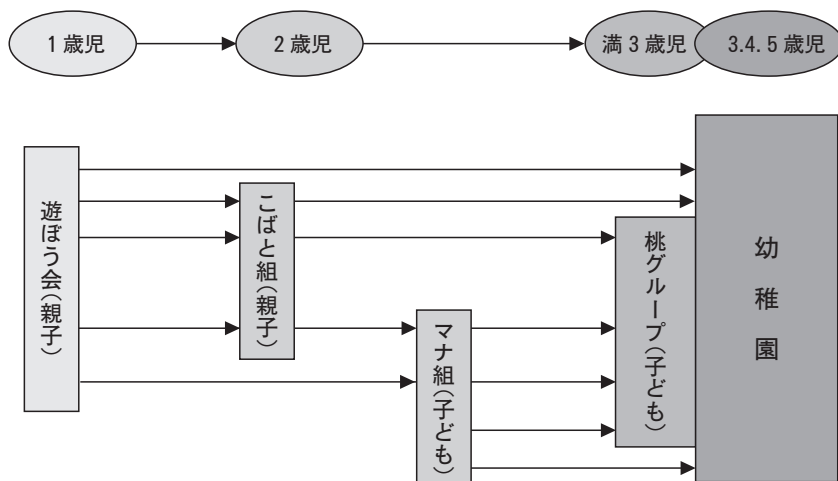 1歳児
2歳児
満3歳児
3.4.5歳児
遊ぼう会(親子)
こばと組(親子)
マナ組(子ども)
桃グループ(子ども)
幼稚園